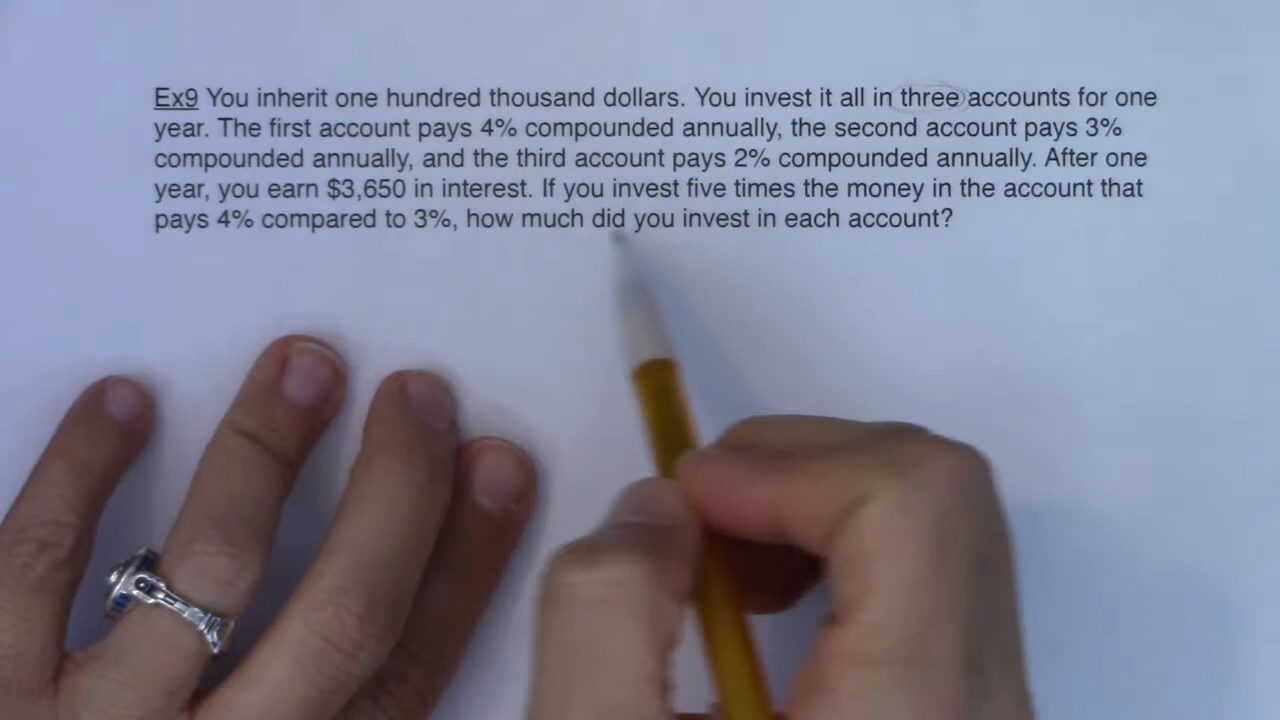 Ex9 You inherit one hundred thousand dollars. You invest it all in three accounts for one
year. The first account pays 4% compounded annually, the second account pays 3%
compounded annually, and the third account pays 2% compounded annually. After one
year, you earn $3,650 in interest. If you invest five times the money in the account that
pays 4% compared to 3%, how much did you invest in each account?